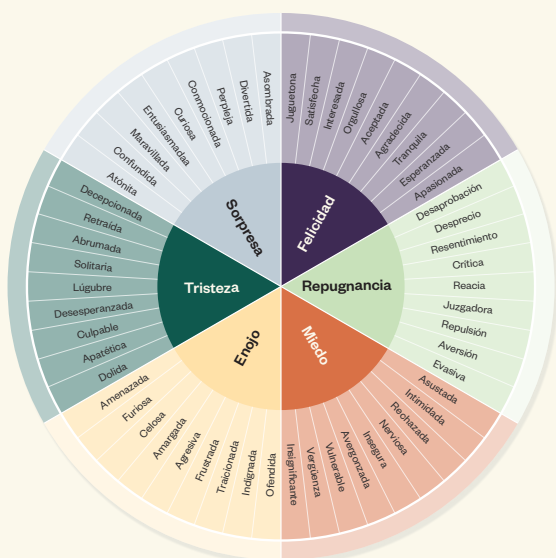 Felicidad
Juguetona
Satisfecha
Interesada
Orgullosa
Aceptada
Agradecida
Tranquila
Esperanzada
Apasionada
Repugnancia
Desaprobación
Desprecio
Resentimiento
Crítica
Reacia
Juzgadora
Repulsión
Aversión
Evasiva
Miedo
Asustada
Intimidada
Rechazada
Nerviosa
Insegura
Avergonzada
Vulnerable
Vergüenza
Insignificante
Enojo
Ofendida
Indignada
Traicionada
Frustrada
Agresiva
Amargada
Celosa
Furiosa
Amenazada
Tristeza
Dolida
Apatética
Culpable
Desesperanzada
Lúgubre
Solitaria
Abrumada
Retraída
Decepcionada
Sorpresa
Atónita
Confundida
Maravillada
Entusiasmadaa
Curiosa
Conmocionada
Perpleja
Divertida
Asombrada